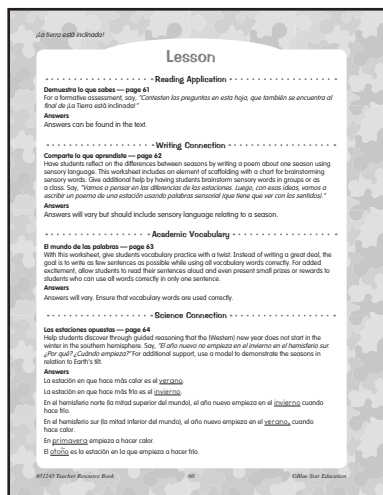 ¡La tierra está inclinada!
Lesson
Reading Application
Demuestra lo que sabes — page 61
For a formative assessment, say, "Contesten las preguntas en esta hoja, que también se encuentra al
final de ¡La Tierra está inclinada!"
Answers
Answers can be found in the text.
Writing Connection
Comparte lo que aprendiste — page 62
Have students reflect on the differences between seasons by writing a poem about one season using
sensory language. This worksheet includes an element of scaffolding with a chart for brainstorming
sensory words. Give additional help by having students brainstorm sensory words in groups or as
a class. Say, "Vamos a pensar en las diferencias de las estaciones. Luego, con esas ideas, vamos a
escribir un poema de una estación usando palabras sensorial (que tiene que ver con los sentidos)."
Answers
Answers will vary but should include sensory language relating to a season.
Academic Vocabulary
El mundo de las palabras — page 63
With this worksheet, give students vocabulary practice with a twist. Instead of writing a great deal, the
goal is to write as few sentences as possible while using all vocabulary words correctly. For added
excitement, allow students to read their sentences aloud and even present small prizes or rewards to
students who can use all words correctly in only one sentence.
Answers
Answers will vary. Ensure that vocabulary words are used correctly.
Science Connection
Las estaciones opuestas — page 64
Help students discover through guided reasoning that the (Western) new year does not start in the
winter in the southern hemisphere. Say, "El año nuevo no empieza en el invierno en el hemisferio sur.
¿Por qué? ¿Cuándo empieza?" For additional support, use a model to demonstrate the seasons in
relation to Earth's tilt.
Answers
La estación en que hace más calor es el verano.
La estación en que hace más frío es el invierno.
En el hemisferio norte (la mitad superior del mundo), el año nuevo empieza en el invierno cuando
hace frío.
En el hemisferio sur (la mitad inferior del mundo), el año nuevo empieza en el verano, cuando
hace calor.
En primavera empieza a hacer calor.
El otoño es la estación en la que empieza a hacer frío.
#51245 Teacher Resource Book 60 ©Blue Star Education